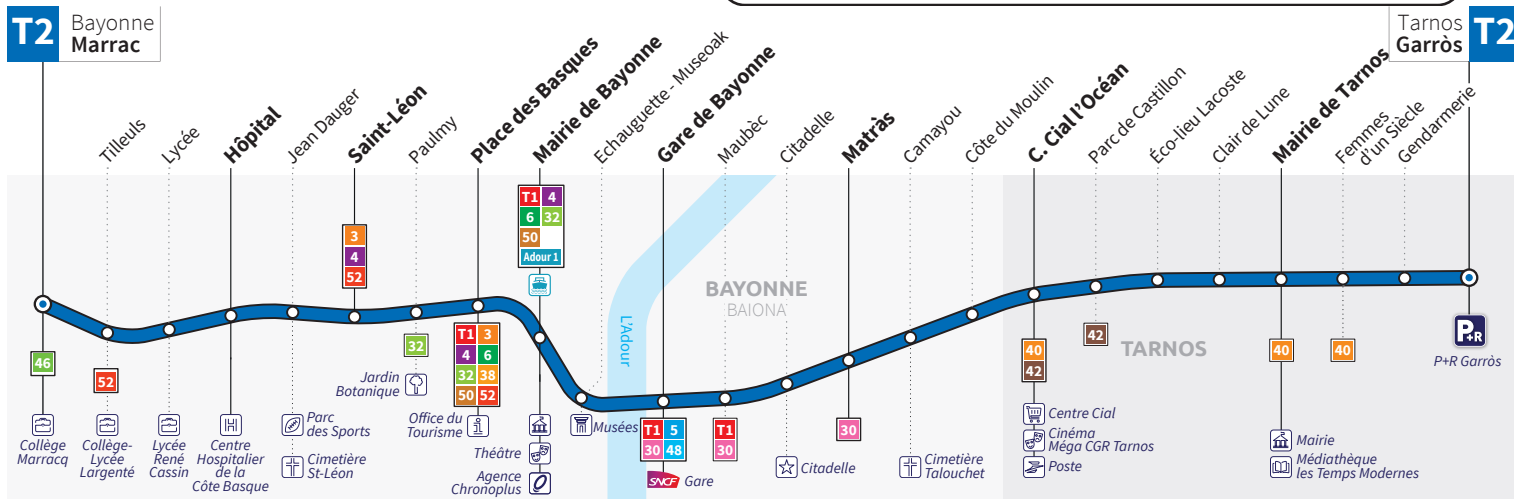 T2
Bayonne
Marrac
Tarnos
Garròs
T2
Tilleuls
Lycée
Hôpital
Jean Dauger
Saint-Léon
Paulmy
Place des Basques
Mairie de Bayonne
Echauguette - Museoak
Gare de Bayonne
Maubèc
Citadelle
Matràs
Camayou
Côte du Moulin
C. Cial l'Océan
Parc de Castillon
Éco-lieu Lacoste
Clair de Lune
Mairie de Tarnos
Femmes
d'un Siècle
Gendarmerie
3
4
52
T1 4
6 32
50
Adour 1
L'Adour
BAYONNE
BAIONA
TARNOS
46
52
32
T1 3
4 6
32 38
50 52
T1 5
30 48
T1
30
30
40
42
42
40
40
P+R
P+R Garròs
Collège
Marracq
Collège-
Lycée
Largenté
Lycée
René
Cassin
H
Centre
Hospitalier
de la
Côte Basque
Parc
des Sports
Cimetière
St-Léon
Jardin
Botanique
Office du
Tourisme
i
Théâtre
Agence
Chronoplus
Musées
SNCF
Gare
Citadelle
Cimetière
Talouchet
Centre Cial
Cinéma
Méga CGR Tarnos
Poste
Mairie
Médiathèque
les Temps Modernes